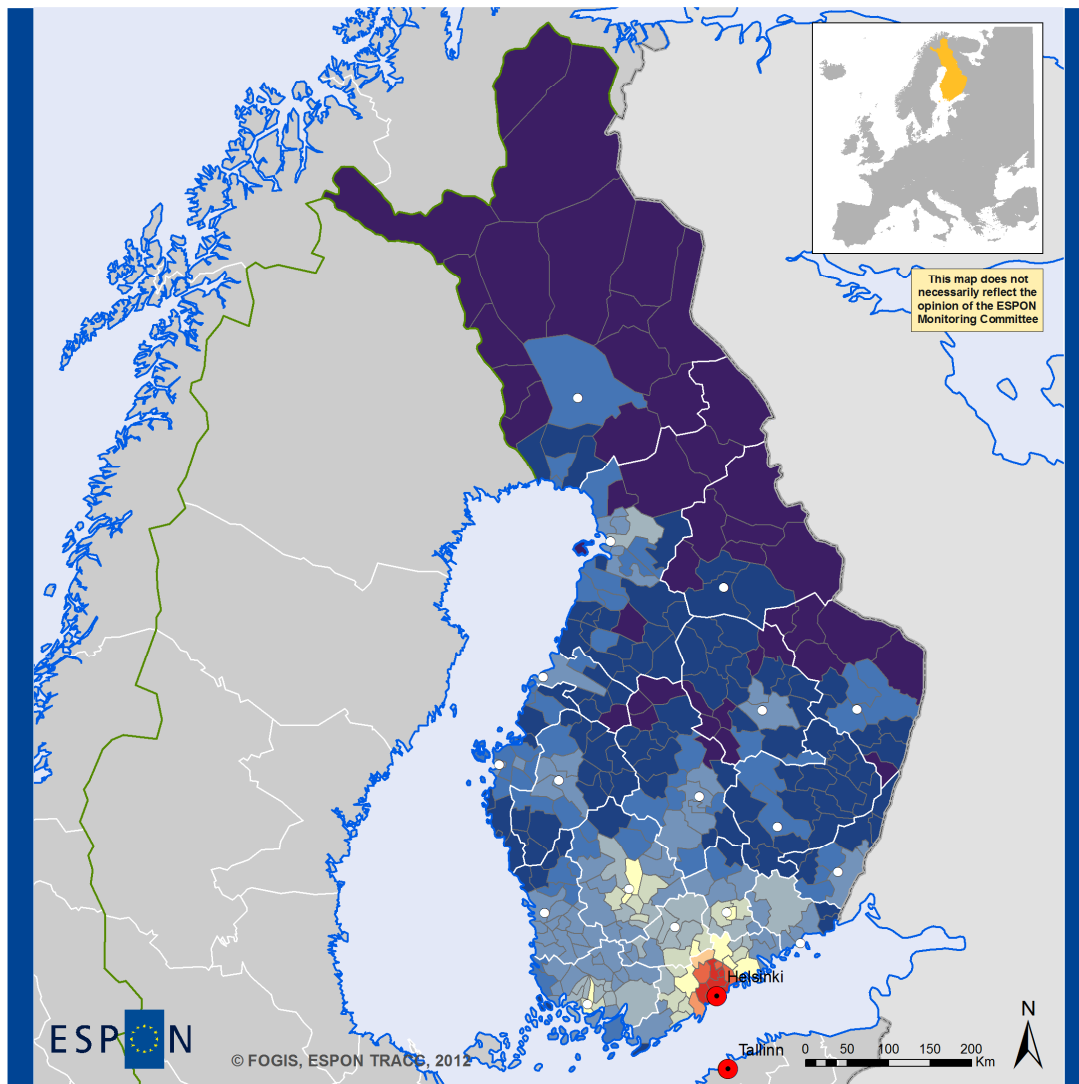 This map does not
necessarily reflect the
opinion of the ESPON
Monitoring Committee
Helsinki
N
ESPON
© FOGIS, ESPON TRACC, 2012
Tallinn
0 50 100 150 200
Km